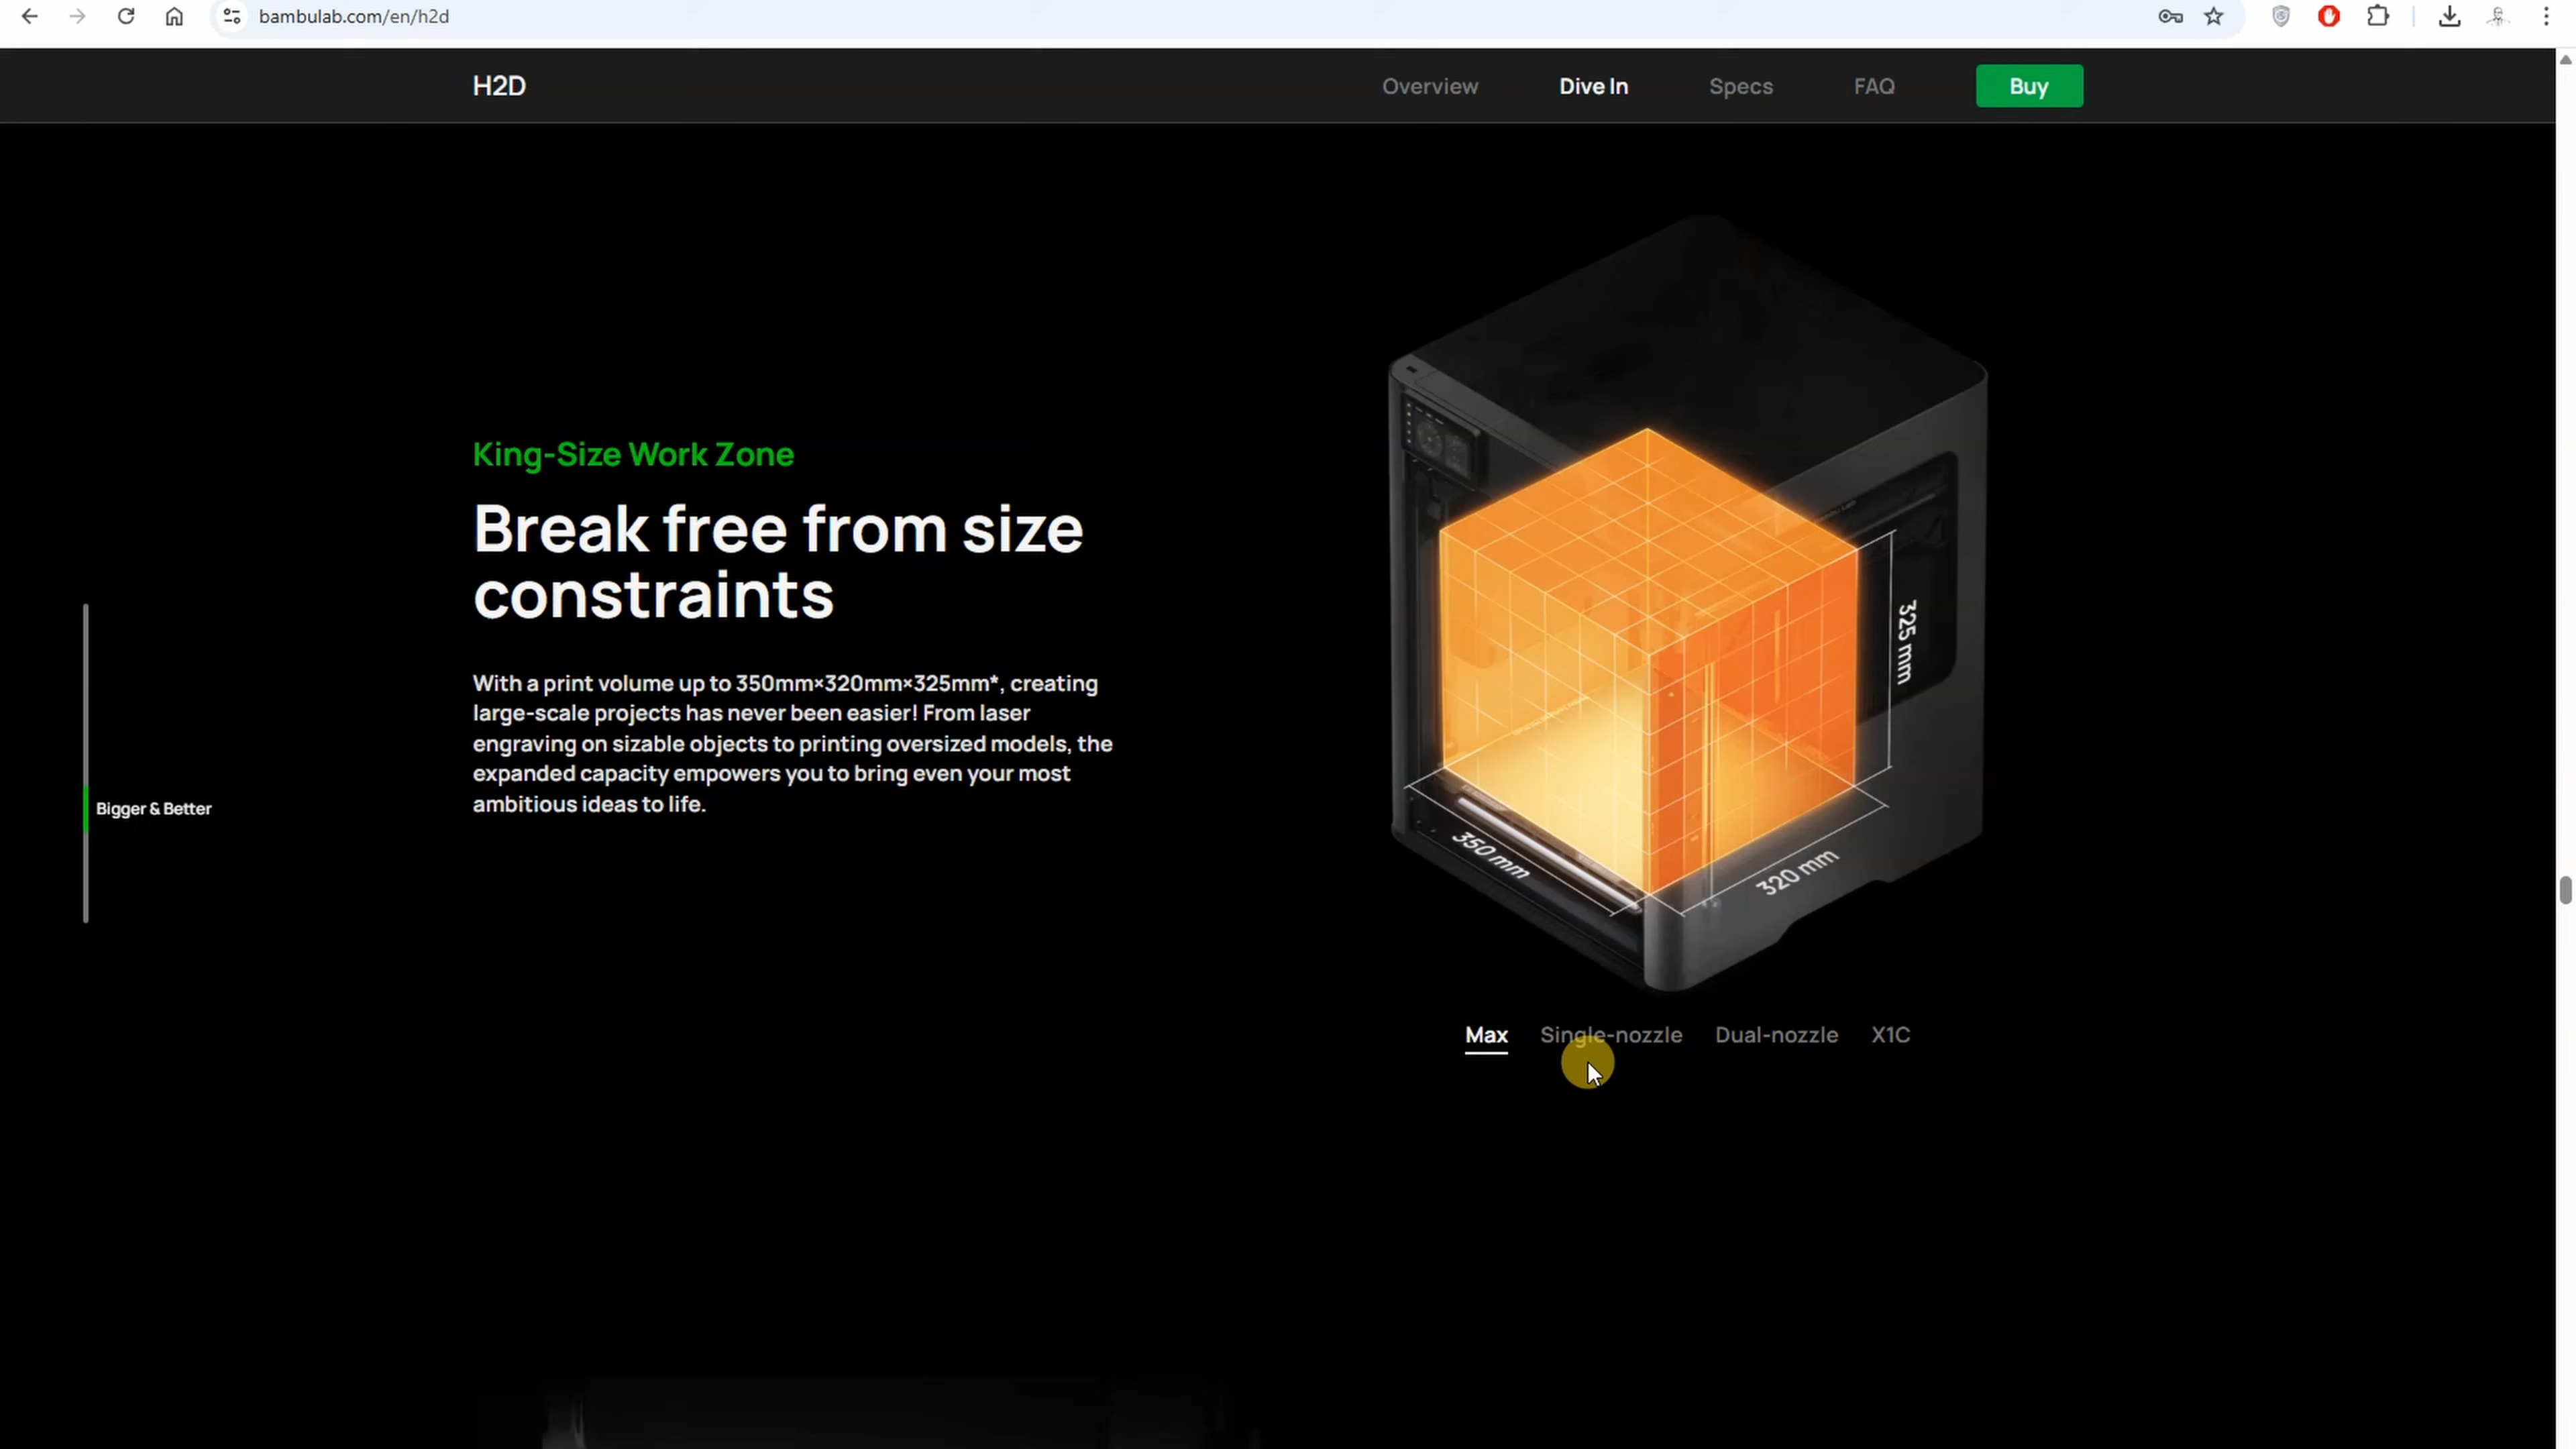 bambulab.com/en/h2d
H2D
Overview
Dive In
Specs
FAQ
Buy
King-Size Work Zone
Break free from size
constraints
With a print volume up to 350mm×320mm×325mm*, creating
large-scale projects has never been easier! From laser
engraving on sizable objects to printing oversized models, the
expanded capacity empowers you to bring even your most
ambitious ideas to life.
Bigger & Better
325 mm
350 mm
320 mm
Max
Single-nozzle
Dual-nozzle
X1C